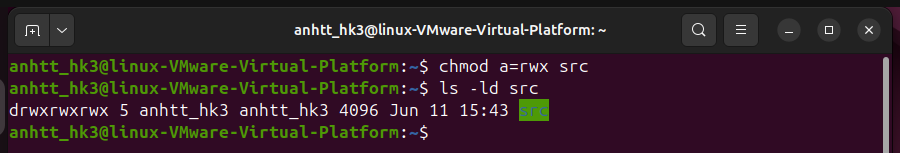 anhtt_hk3@linux-VMware-Virtual-Platform: ~
anhtt_hk3@linux-VMware-Virtual-Platform:~$ chmod a=rwx src
anhtt_hk3@linux-VMware-Virtual-Platform:~$ ls -ld src
drwxrwxrwx 5 anhtt_hk3 anhtt_hk3 4096 Jun 11 15:43 src
anhtt_hk3@linux-VMware-Virtual-Platform:~$